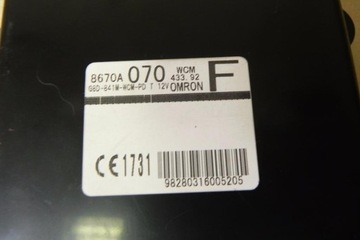 8670A 070 WCM 433.92 F
G8D-841M-WCM-PD T 12V OMRON
CE1731
98280316005205